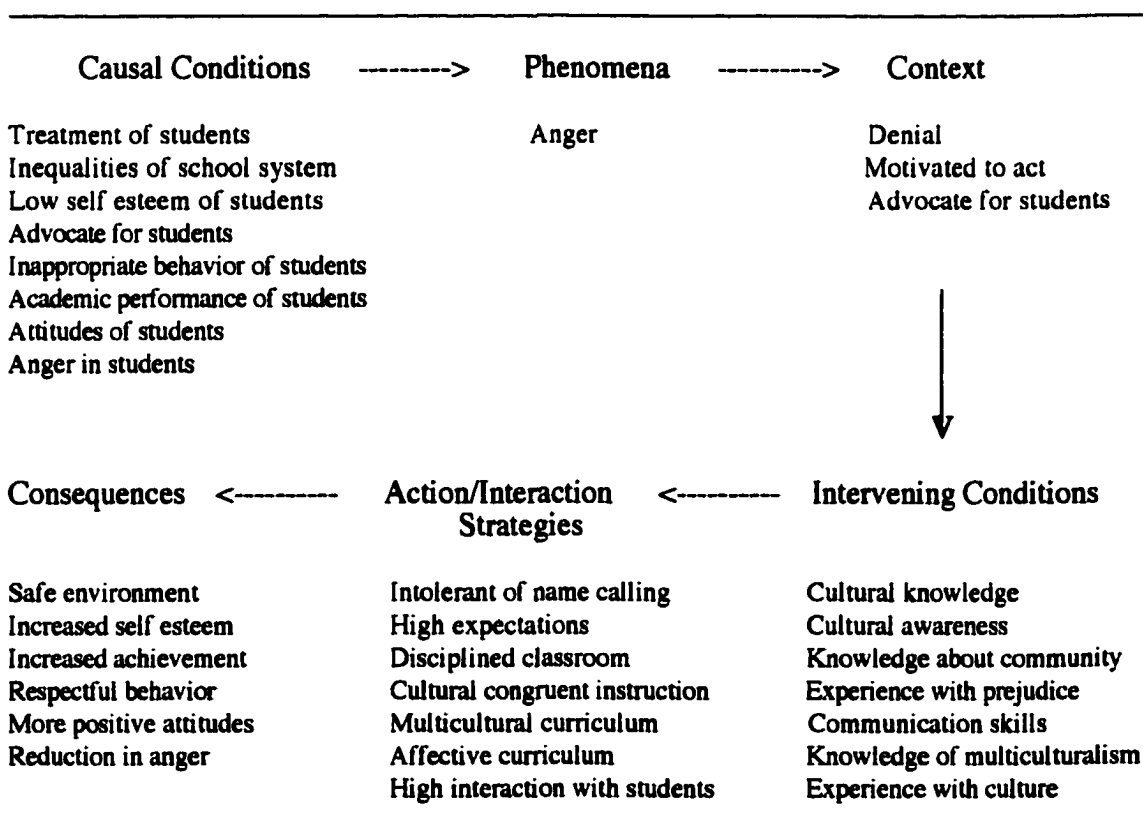 Causal Conditions ---------> Phenomena ----------> Context
Treatment of students
Inequalities of school system
Low self esteem of students
Advocate for students
Inappropriate behavior of students
Academic performance of students
Attitudes of students
Anger in students
Anger
Denial
Motivated to act
Advocate for students
Consequences <---------- Action/Interaction <---------- Intervening Conditions
Strategies
Safe environment
Increased self esteem
Increased achievement
Respectful behavior
More positive attitudes
Reduction in anger
Intolerant of name calling
High expectations
Disciplined classroom
Cultural congruent instruction
Multicultural curriculum
Affective curriculum
High interaction with students
Cultural knowledge
Cultural awareness
Knowledge about community
Experience with prejudice
Communication skills
Knowledge of multiculturalism
Experience with culture